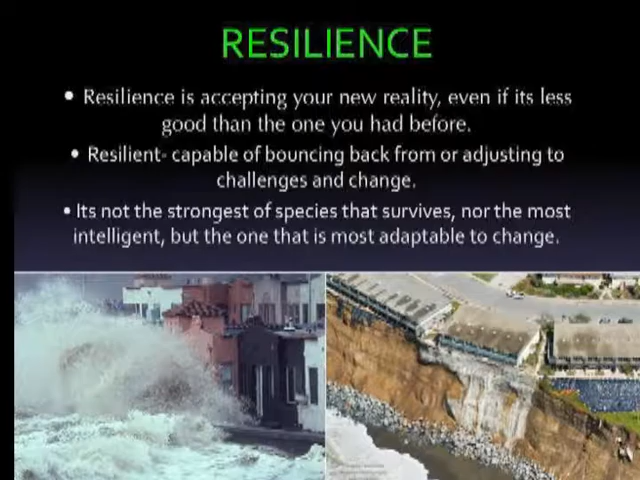 RESILIENCE
• Resilience is accepting your new reality, even if its less
good than the one you had before.
• Resilient- capable of bouncing back from or adjusting to
challenges and change.
• Its not the strongest of species that survives, nor the most
intelligent, but the one that is most adaptable to change.